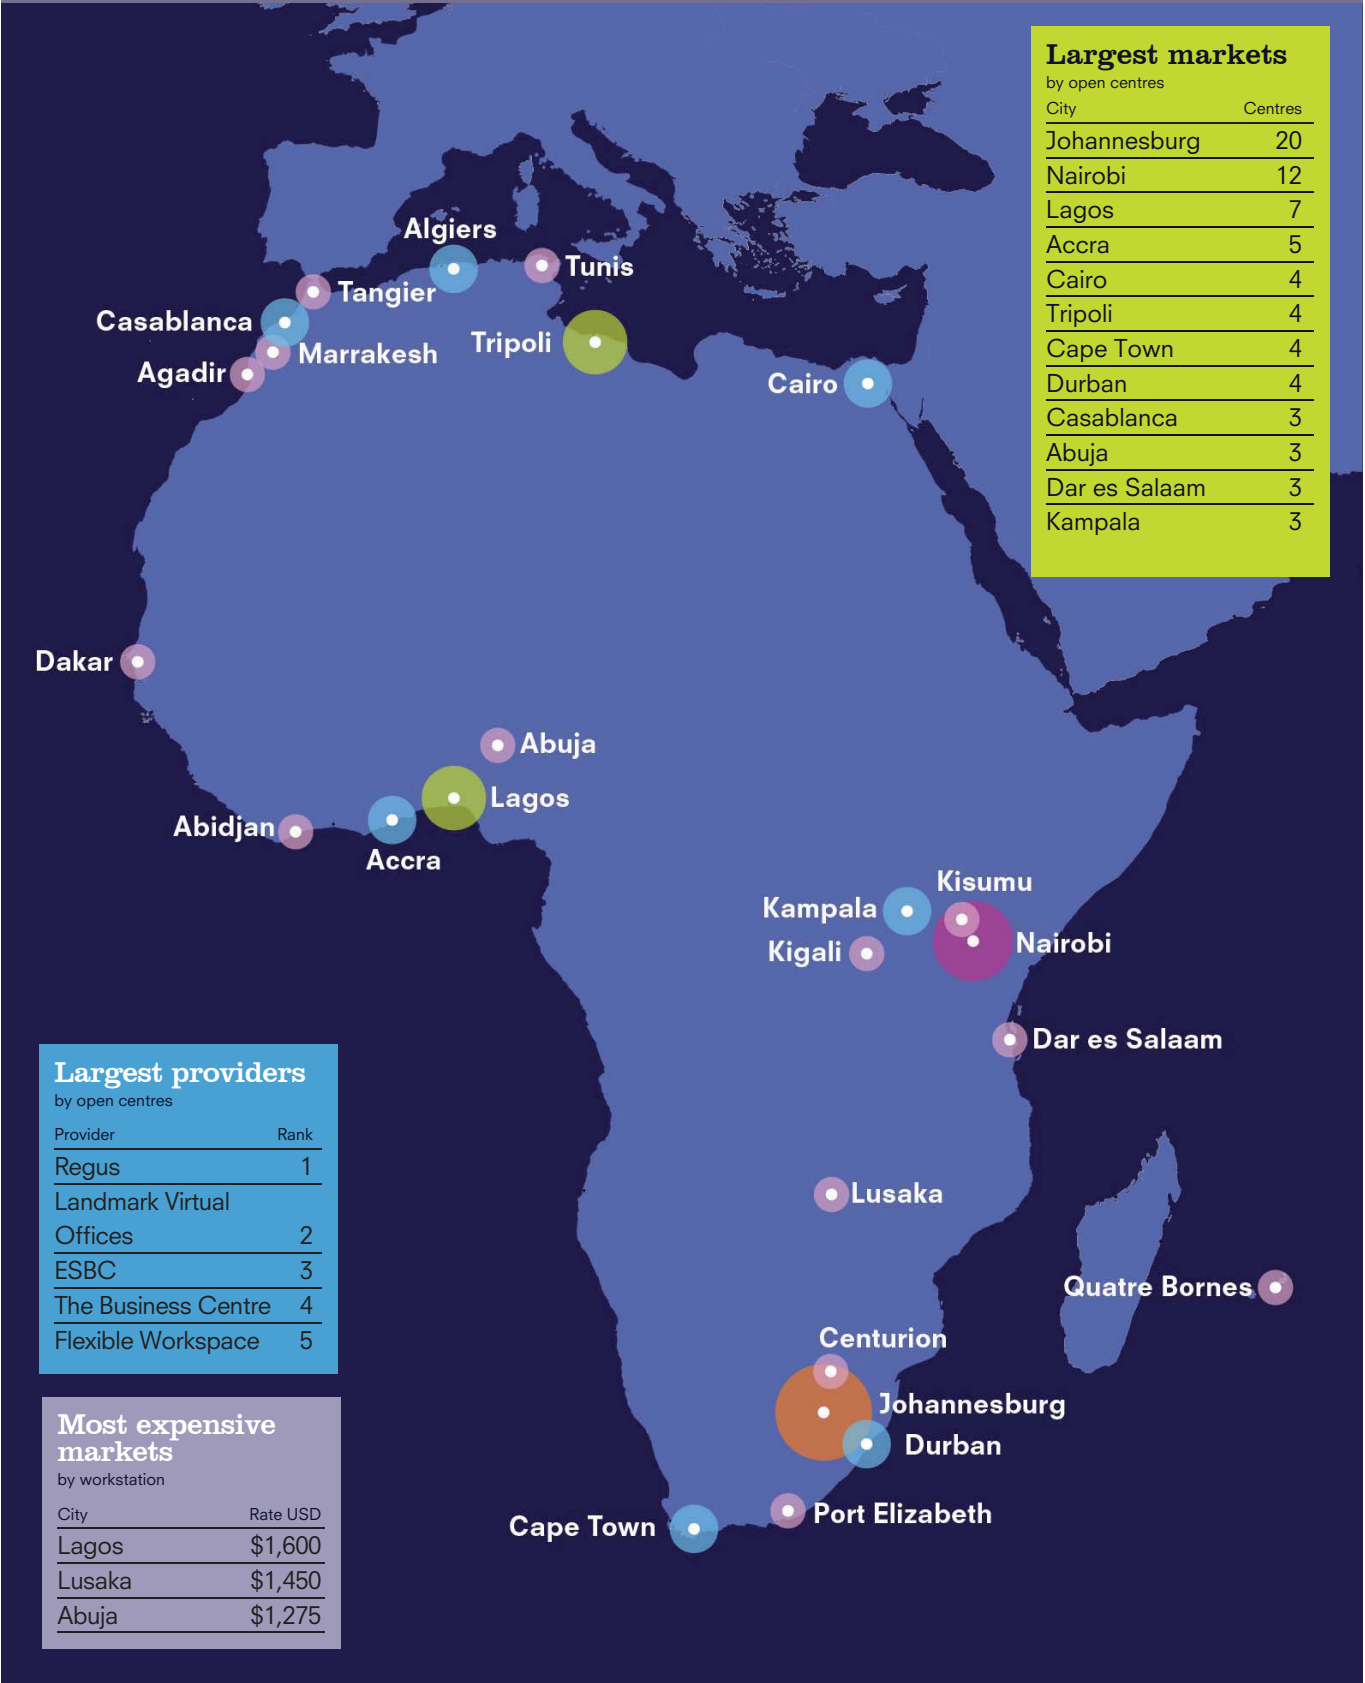 Largest markets
by open centres
City Centres
Johannesburg 20
Nairobi 12
Lagos 7
Accra 5
Cairo 4
Tripoli 4
Cape Town 4
Durban 4
Casablanca 3
Abuja 3
Dar es Salaam 3
Kampala 3
Algiers
Tunis
Tangier
Casablanca
Marrakesh
Tripoli
Agadir
Cairo
Dakar
Abuja
Lagos
Abidjan
Accra
Kisumu
Kampala
Nairobi
Kigali
Dar es Salaam
Lusaka
Quatre Bornes
Centurion
Johannesburg
Durban
Port Elizabeth
Cape Town
Largest providers
by open centres
Provider Rank
Regus 1
Landmark Virtual
Offices 2
ESBC 3
The Business Centre 4
Flexible Workspace 5
Most expensive
markets
by workstation
City Rate USD
Lagos $1,600
Lusaka $1,450
Abuja $1,275